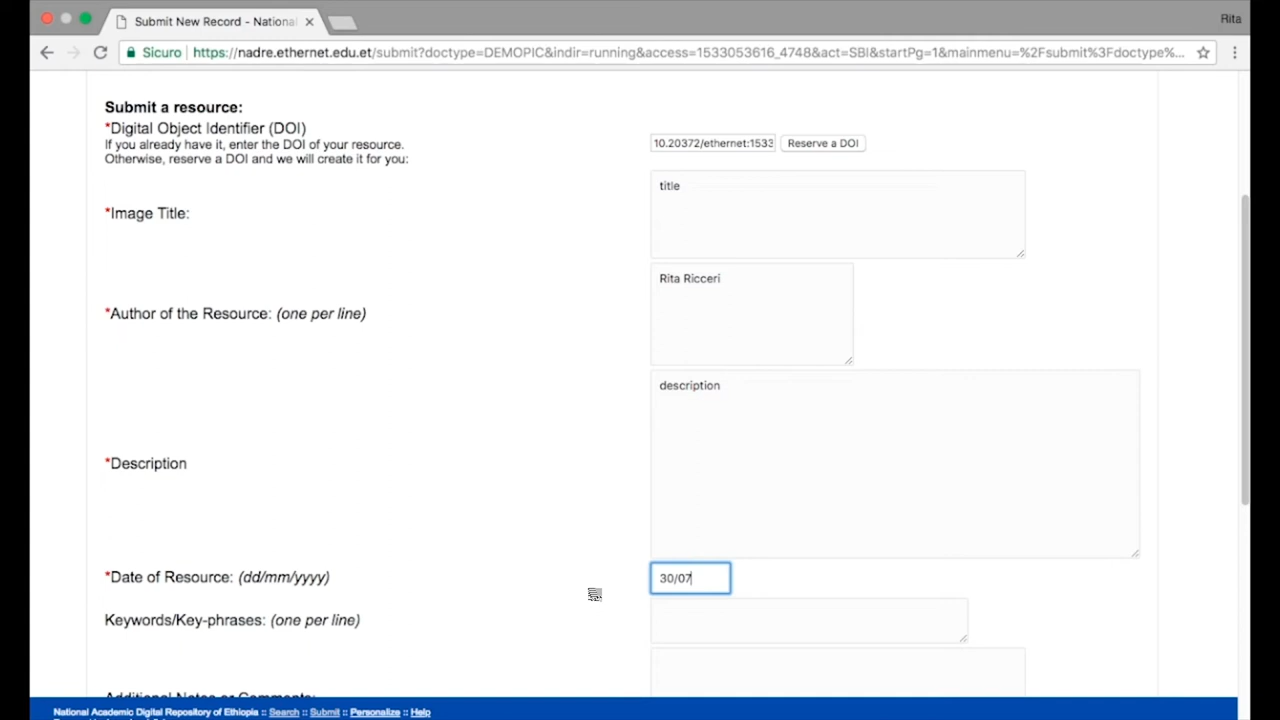 Submit New Record - National
Rita
Sicuro https://nadre.ethernet.edu.et/submit?doctype=DEMOPIC&indir=running&access=1533053616_4748&act=SBI&startPg=1&mainmenu=%2Fsubmit%3Fdoctype%...
Submit a resource:
*Digital Object Identifier (DOI)
If you already have it, enter the DOI of your resource.
Otherwise, reserve a DOI and we will create it for you:
10.20372/ethernet:1533 Reserve a DOI
title
*Image Title:
Rita Ricceri
*Author of the Resource: (one per line)
description
*Description
*Date of Resource: (dd/mm/yyyy) 30/07
Keywords/Key-phrases: (one per line)
Additional Notes or Comments:
National Academic Digital Repository of Ethiopia :: Search :: Submit :: Personalize :: Help